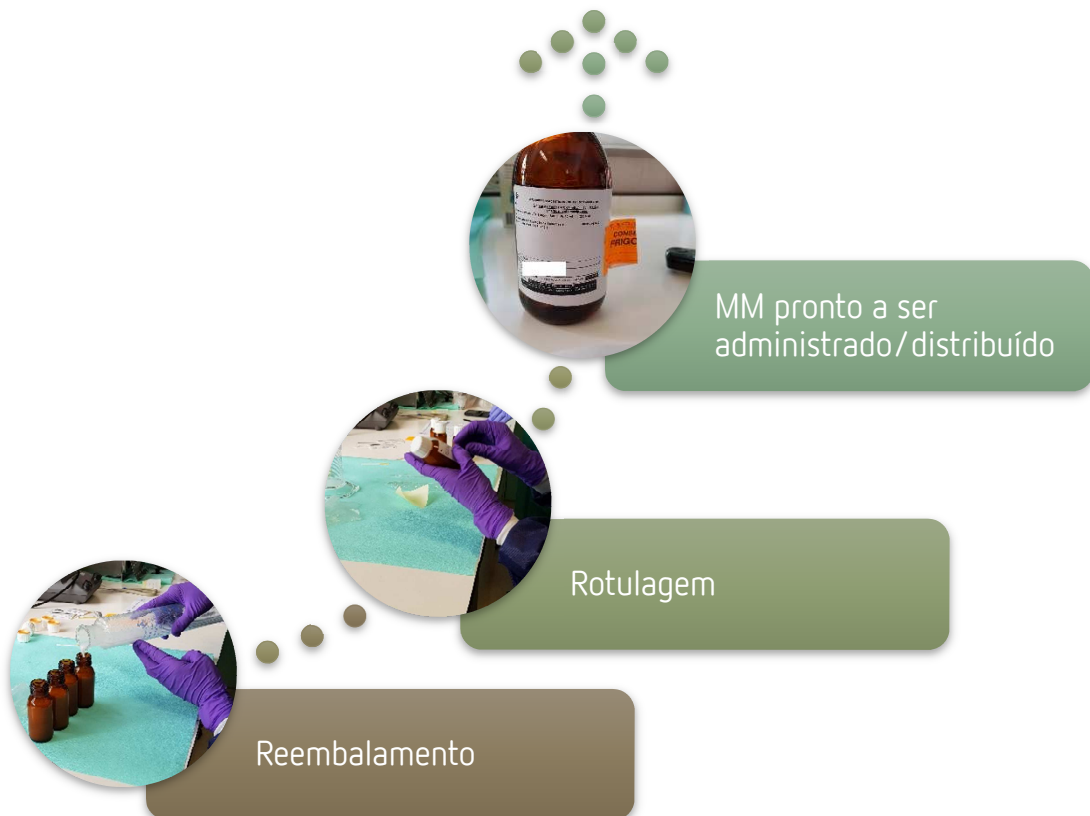 MM pronto a ser
administrado/distribuído
Rotulagem
Reembalamento